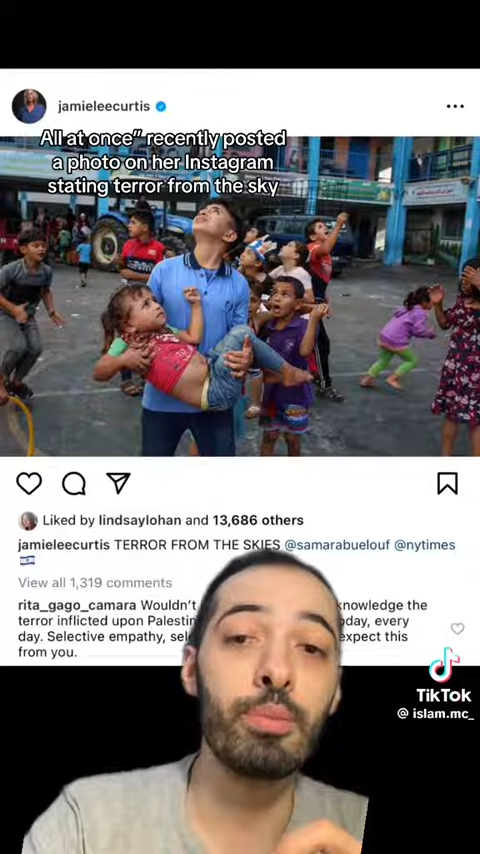 jamieleecurtis
All at once" recently posted
a photo on her Instagram
stating terror from the sky
Liked by lindsaylohan and 13,686 others
jamieleecurtis TERROR FROM THE SKIES @samarabuelouf @nytimes
View all 1,319 comments
rita_gago_camara Wouldn't knowledge the
terror inflicted upon Palestin oday, every
day. Selective empathy, sel expect this
from you.
TikTok
@ islam.mc_